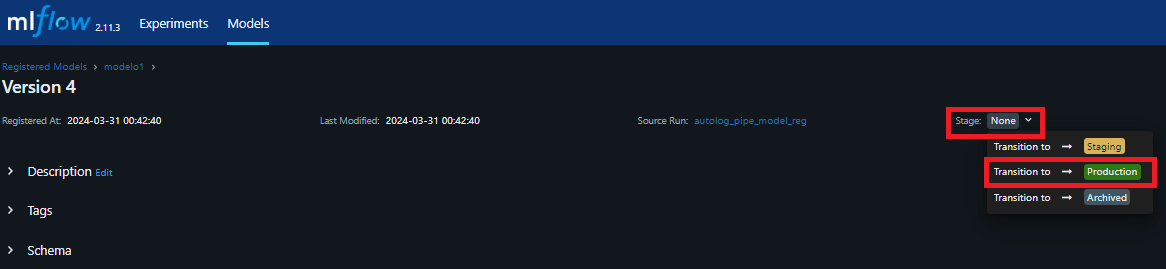 mlflow 2.11.3 Experiments Models
Registered Models > modelo1 >
Version 4
Registered At: 2024-03-31 00:42:40 Last Modified: 2024-03-31 00:42:40 Source Run: autolog_pipe_model_reg Stage: None
Transition to → Staging
Transition to → Production
Transition to → Archived
> Description Edit
> Tags
> Schema